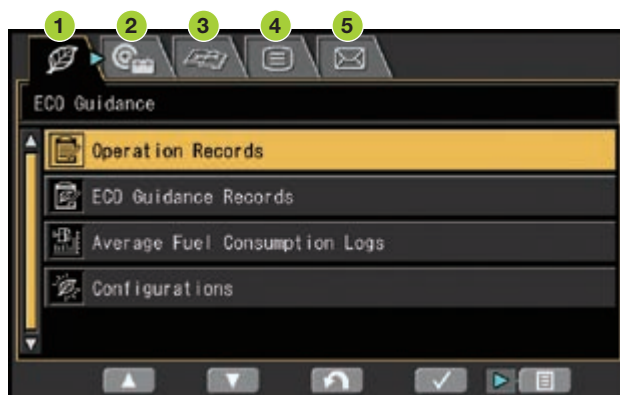 1 2 3 4 5
ECO Guidance
Operation Records
ECO Guidance Records
Average Fuel Consumption Logs
Configurations